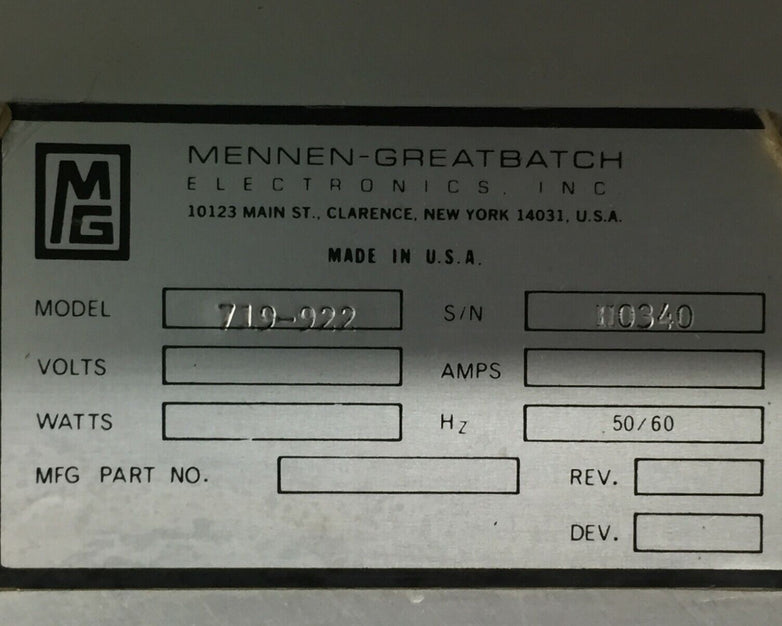 MG
MENNEN-GREATBATCH
ELECTRONICS, INC
10123 MAIN ST., CLARENCE, NEW YORK 14031, U.S.A.
MADE IN U.S.A.
MODEL 719-922 S/N
VOLTS AMPS
WATTS Hz 50/60
MFG PART NO. REV.
DEV.